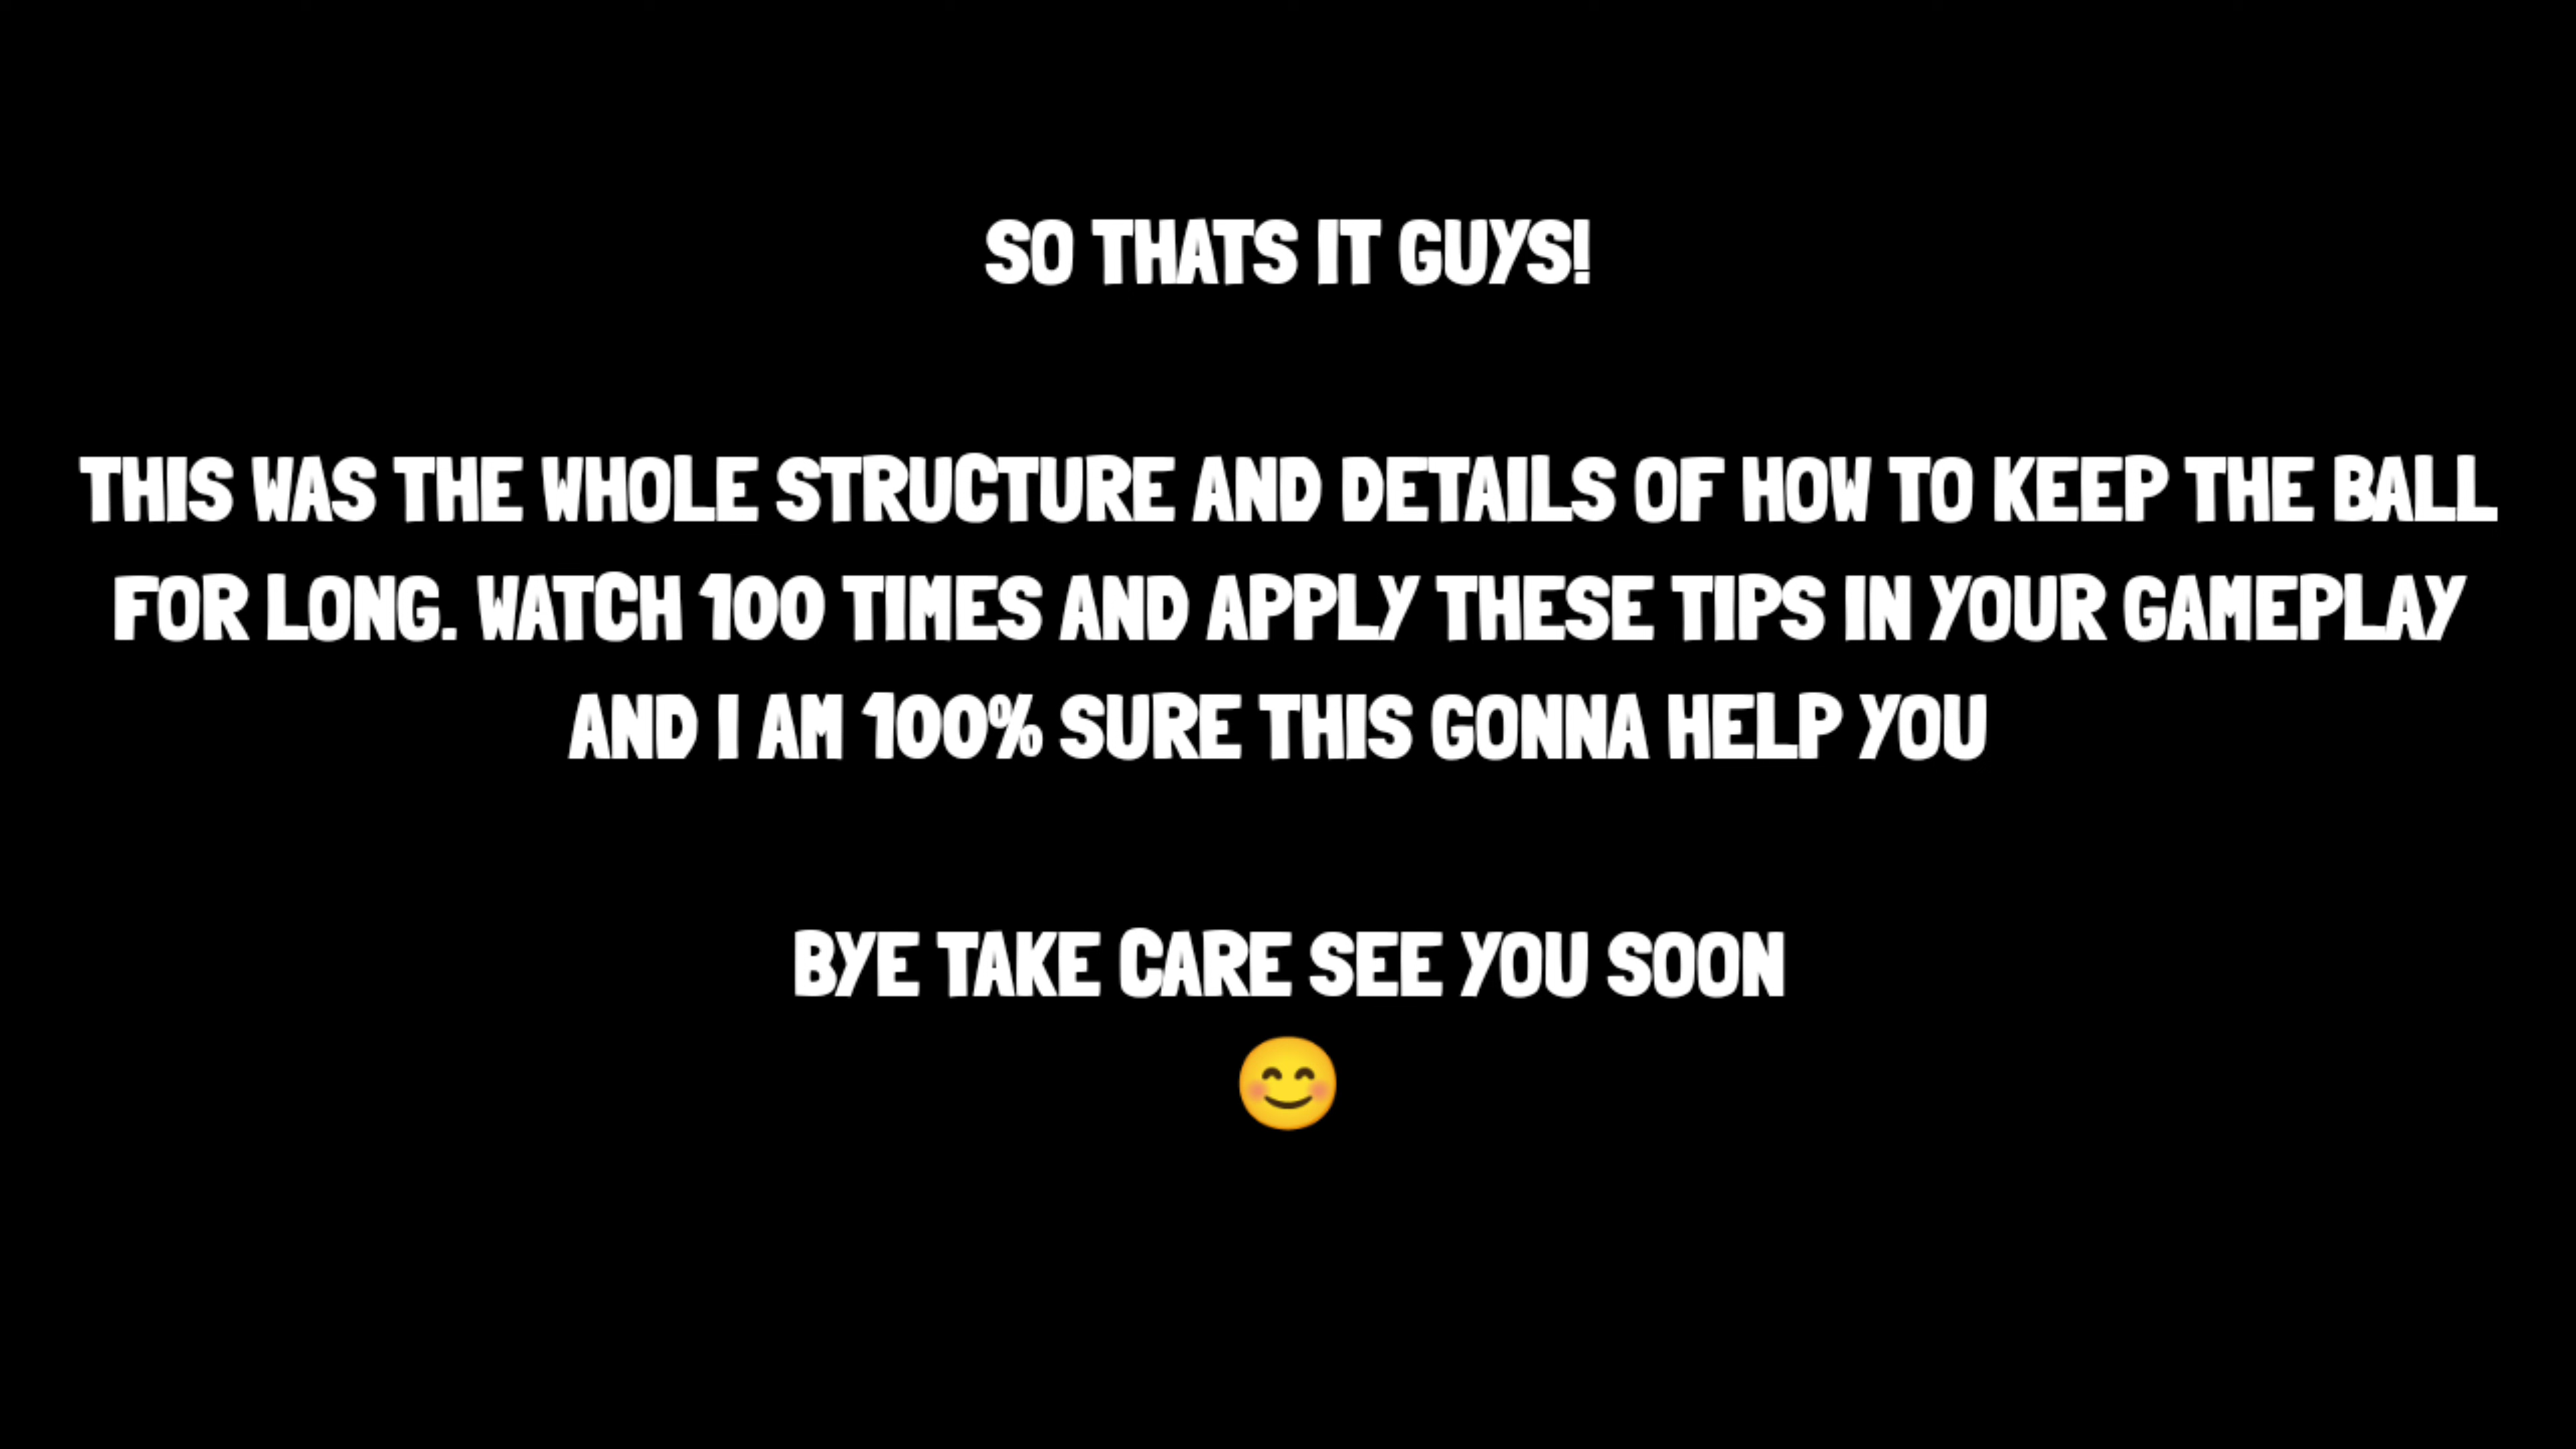 SO THATS IT GUYS!
THIS WAS THE WHOLE STRUCTURE AND DETAILS OF HOW TO KEEP THE BALL
FOR LONG. WATCH 100 TIMES AND APPLY THESE TIPS IN YOUR GAMEPLAY
AND I AM 100% SURE THIS GONNA HELP YOU
BYE TAKE CARE SEE YOU SOON
😊